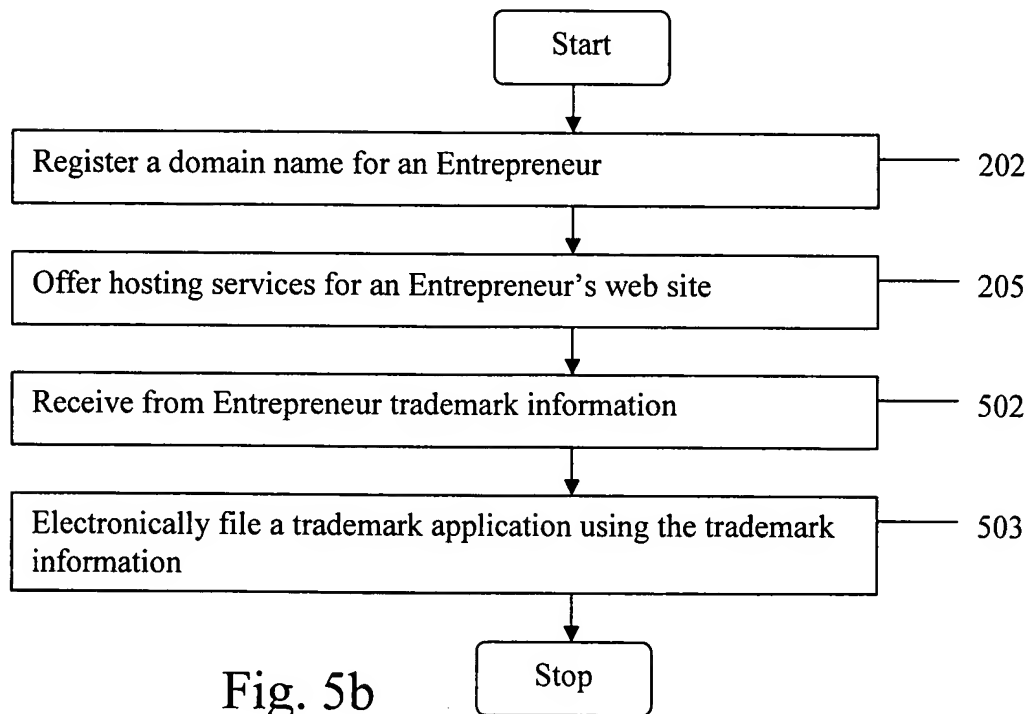 Start
Register a domain name for an Entrepreneur
202
Offer hosting services for an Entrepreneur's web site
205
Receive from Entrepreneur trademark information
502
Electronically file a trademark application using the trademark
information
503
Stop
Fig. 5b